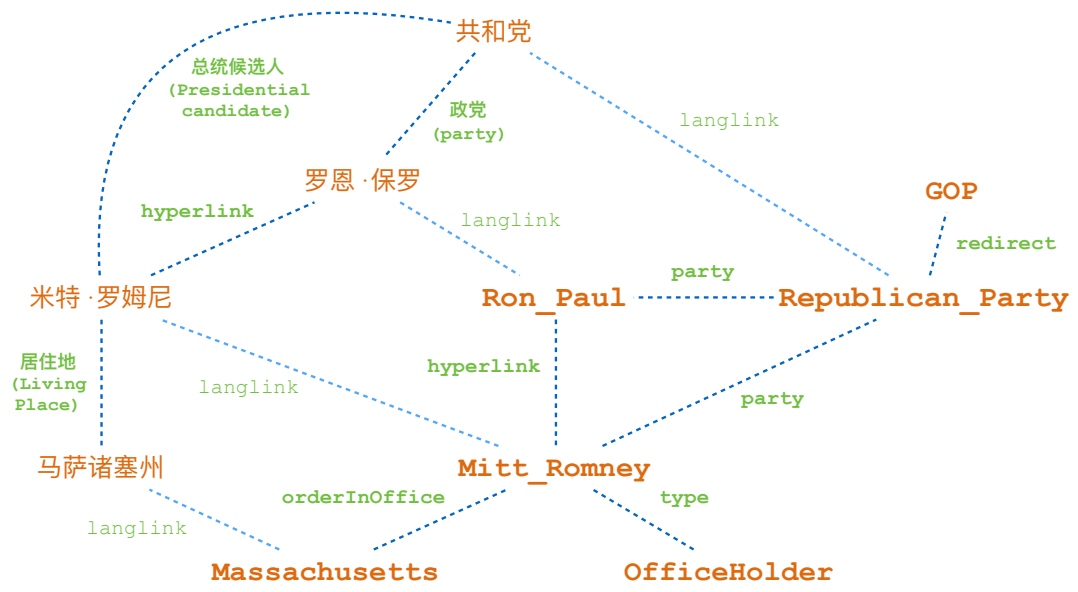 共和党
总统候选人
(Presidential
candidate)
政党
(party)
langlink
罗恩 ·保罗
GOP
hyperlink
langlink
redirect
party
米特 ·罗姆尼
Ron_Paul
Republican_Party
居住地
(Living
Place)
hyperlink
langlink
party
马萨诸塞州
Mitt_Romney
orderInOffice
type
langlink
Massachusetts
OfficeHolder